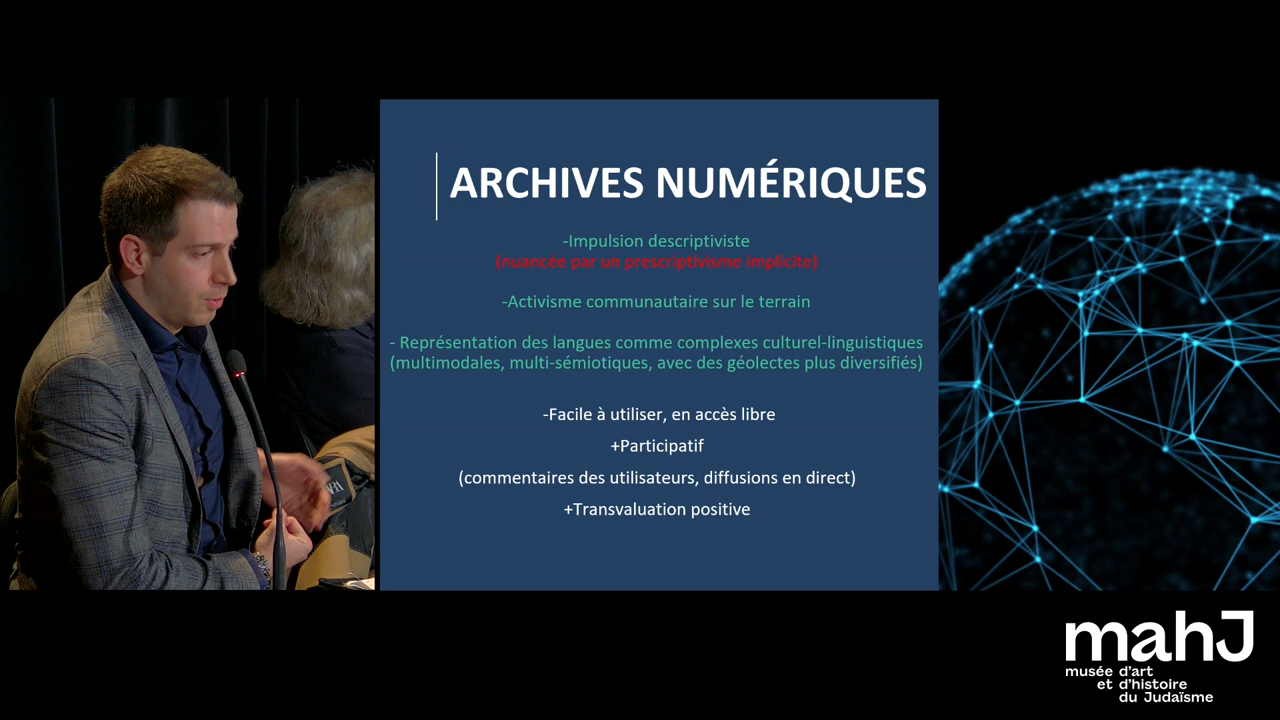 ARCHIVES NUMÉRIQUES
-Impulsion descriptiviste
(nuancée par un prescriptivisme implicite)
-Activisme communautaire sur le terrain
- Représentation des langues comme complexes culturel-linguistiques
(multimodales, multi-sémiotiques, avec des géolectes plus diversifiés)
-Facile à utiliser, en accès libre
+Participatif
(commentaires des utilisateurs, diffusions en direct)
+Transvaluation positive
mahJ
musée d'art
et d'histoire
du Judaïsme